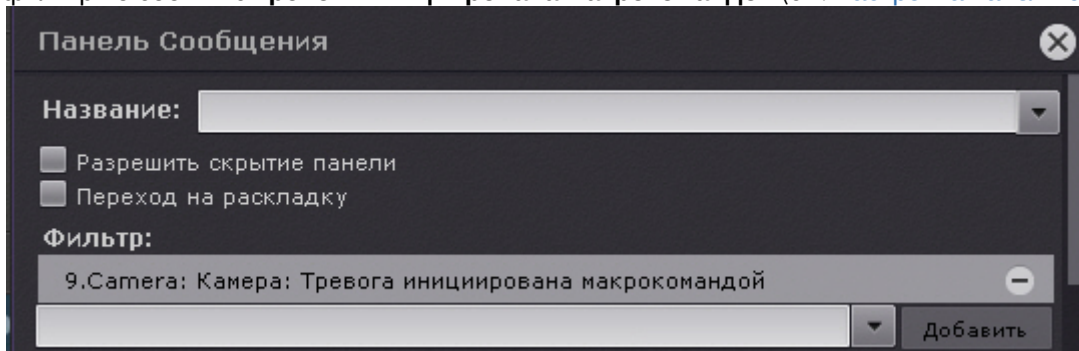 Панель Сообщения
Название:
Разрешить скрытие панели
Переход на раскладку
Фильтр:
9.Camera: Камера: Тревога инициирована макрокомандой
Добавить